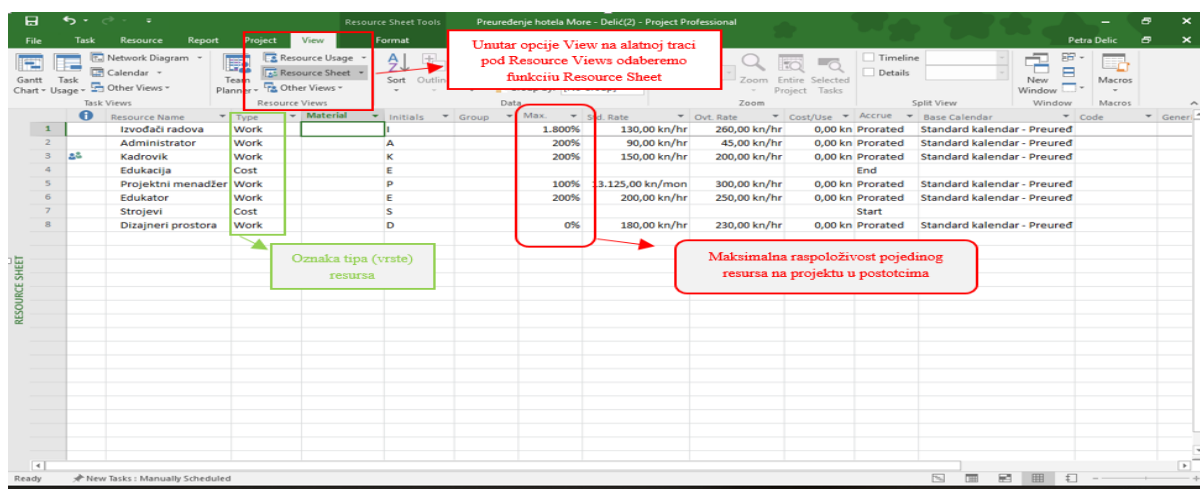 Resource Sheet Tools
Preuređenje hotela More - Delić(2) - Project Professional
File Task Resource Report Project View Format
Petra Delic
Unutar opcije View na alatnoj traci
pod Resource Views odaberemo
funkciju Resource Sheet
Gantt Chart
Task Usage
Network Diagram
Calendar
Other Views
Task Views
Team Planner
Resource Usage
Resource Sheet
Other Views
Resource Views
Sort
Data
Zoom
Entire Project
Selected Tasks
Zoom
Timeline
Details
Split View
New Window
Window
Macros
Macros
Resource Name Type Material Initials Group Max. Std. Rate Ovt. Rate Cost/Use Accrue Base Calendar Code
1 Izvođači radova Work I 1.800% 130,00 kn/hr 260,00 kn/hr 0,00 kn Prorated Standard kalendar - Preuređ
2 Administrator Work A 200% 90,00 kn/hr 45,00 kn/hr 0,00 kn Prorated Standard kalendar - Preuređ
3 Kadrovik Work K 200% 150,00 kn/hr 200,00 kn/hr 0,00 kn Prorated Standard kalendar - Preuređ
4 Edukacija Cost E End
5 Projektni menadžer Work P 100% 13.125,00 kn/mon 300,00 kn/hr 0,00 kn Prorated Standard kalendar - Preuređ
6 Edukator Work E 200% 200,00 kn/hr 250,00 kn/hr 0,00 kn Prorated Standard kalendar - Preuređ
7 Strojevi Cost S Start
8 Dizajneri prostora Work D 0% 180,00 kn/hr 230,00 kn/hr 0,00 kn Prorated Standard kalendar - Preuređ
Oznaka tipa (vrste)
resursa
Maksimalna raspoloživost pojedinog
resursa na projektu u postotcima
RESOURCE SHEET
Ready New Tasks : Manually Scheduled